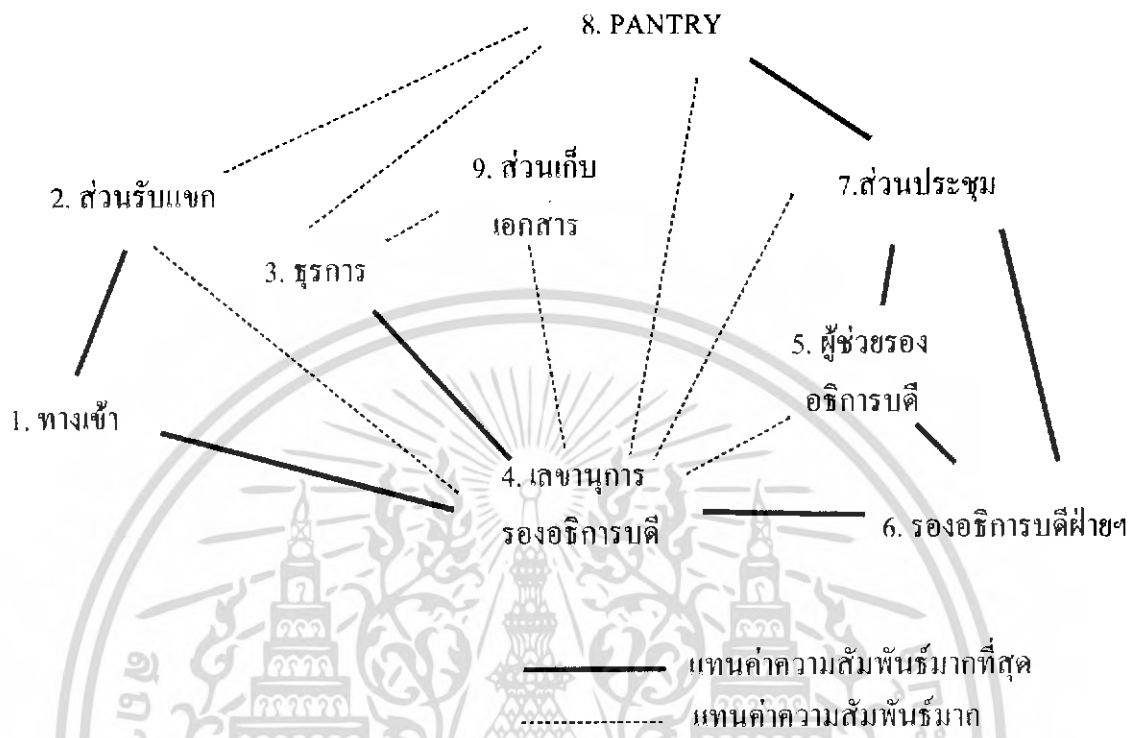 8. PANTRY
2. ส่วนรับแขก
9. ส่วนเก็บ
เอกสาร
7.ส่วนประชุม
3. ธุรการ
5. ผู้ช่วยรอง
อธิการบดี
1. ทางเข้า
4. เลขานุการ
รองอธิการบดี
6. รองอธิการบดีฝ่ายฯ
แทนค่าความสัมพันธ์มากที่สุด
แทนค่าความสัมพันธ์มาก